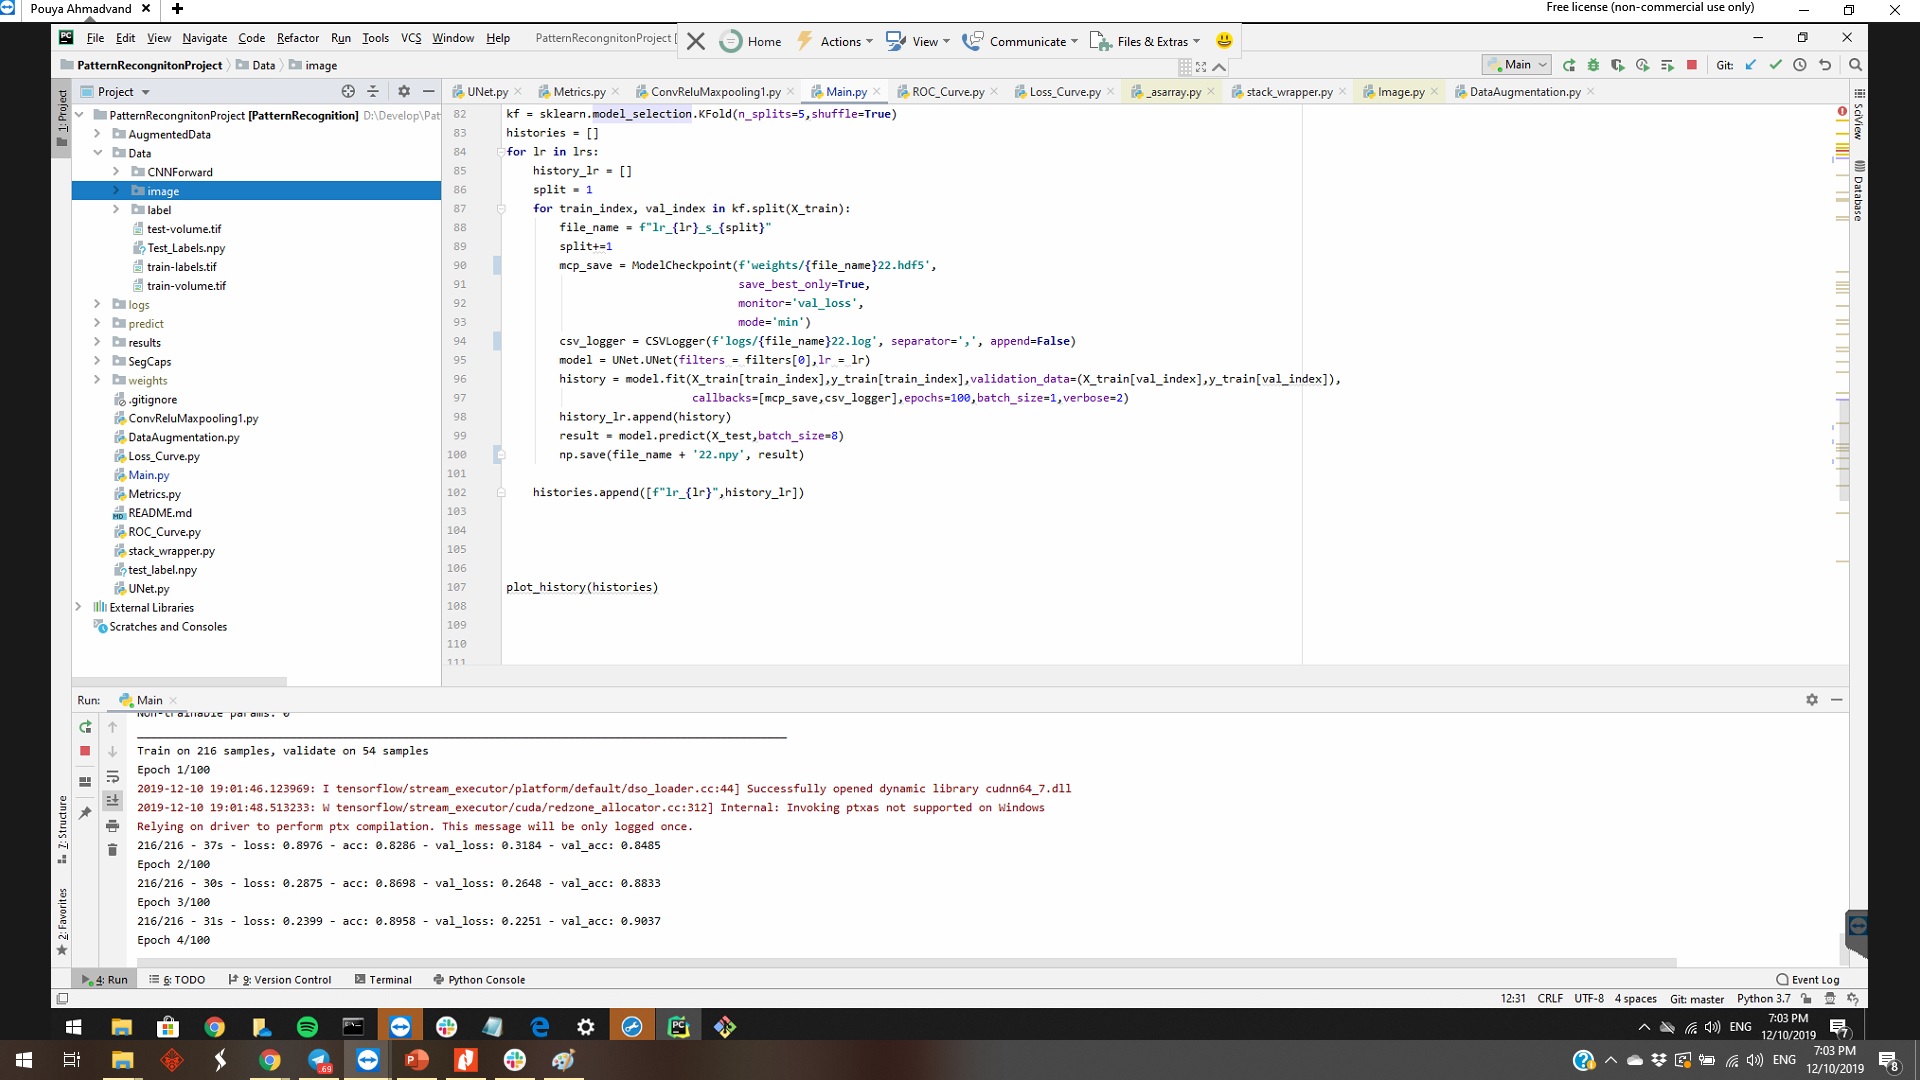 Pouya Ahmadvand
Free license (non-commercial use only)
File Edit View Navigate Code Refactor Run Tools VCS Window Help PatternRecongnitonProject [
Home Actions View Communicate Files & Extras
PatternRecongnitonProject Data image
Main Git:
Project
UNet.py Metrics.py ConvReluMaxpooling1.py Main.py ROC_Curve.py Loss_Curve.py _asarray.py stack_wrapper.py Image.py DataAugmentation.py
1: Project
SciView
Database
PatternRecongnitonProject [PatternRecognition] D:\Develop\Pat
AugmentedData
Data
CNNForward
image
label
test-volume.tif
Test_Labels.npy
train-labels.tif
train-volume.tif
logs
predict
results
SegCaps
weights
.gitignore
ConvReluMaxpooling1.py
DataAugmentation.py
Loss_Curve.py
Main.py
Metrics.py
README.md
ROC_Curve.py
stack_wrapper.py
test_label.npy
UNet.py
External Libraries
Scratches and Consoles
82 kf = sklearn.model_selection.KFold(n_splits=5,shuffle=True)
83 histories = []
84 for lr in lrs:
85 history_lr = []
86 split = 1
87 for train_index, val_index in kf.split(X_train):
88 file_name = f"lr_{lr}_s_{split}"
89 split+=1
90 mcp_save = ModelCheckpoint(f'weights/{file_name}22.hdf5',
91 save_best_only=True,
92 monitor='val_loss',
93 mode='min')
94 csv_logger = CSVLogger(f'logs/{file_name}22.log', separator=',', append=False)
95 model = UNet.UNet(filters = filters[0],lr = lr)
96 history = model.fit(X_train[train_index],y_train[train_index],validation_data=(X_train[val_index],y_train[val_index]),
97 callbacks=[mcp_save,csv_logger],epochs=100,batch_size=1,verbose=2)
98 history_lr.append(history)
99 result = model.predict(X_test,batch_size=8)
100 np.save(file_name + '22.npy', result)
101
102 histories.append([f"lr_{lr}",history_lr])
103
104
105
106
107 plot_history(histories)
108
109
110
111
Run: Main
Non-trainable params: 0
Train on 216 samples, validate on 54 samples
Epoch 1/100
2019-12-10 19:01:46.123969: I tensorflow/stream_executor/platform/default/dso_loader.cc:44] Successfully opened dynamic library cudnn64_7.dll
2019-12-10 19:01:48.513233: W tensorflow/stream_executor/cuda/redzone_allocator.cc:312] Internal: Invoking ptxas not supported on Windows
Relying on driver to perform ptx compilation. This message will be only logged once.
216/216 - 37s - loss: 0.8976 - acc: 0.8286 - val_loss: 0.3184 - val_acc: 0.8485
Epoch 2/100
216/216 - 30s - loss: 0.2875 - acc: 0.8698 - val_loss: 0.2648 - val_acc: 0.8833
Epoch 3/100
216/216 - 31s - loss: 0.2399 - acc: 0.8958 - val_loss: 0.2251 - val_acc: 0.9037
Epoch 4/100
7: Structure
2: Favorites
4: Run 6: TODO 9: Version Control Terminal Python Console Event Log
12:31 CRLF UTF-8 4 spaces Git: master Python 3.7
ENG 7:03 PM
12/10/2019 7
69
ENG 7:03 PM
12/10/2019 8